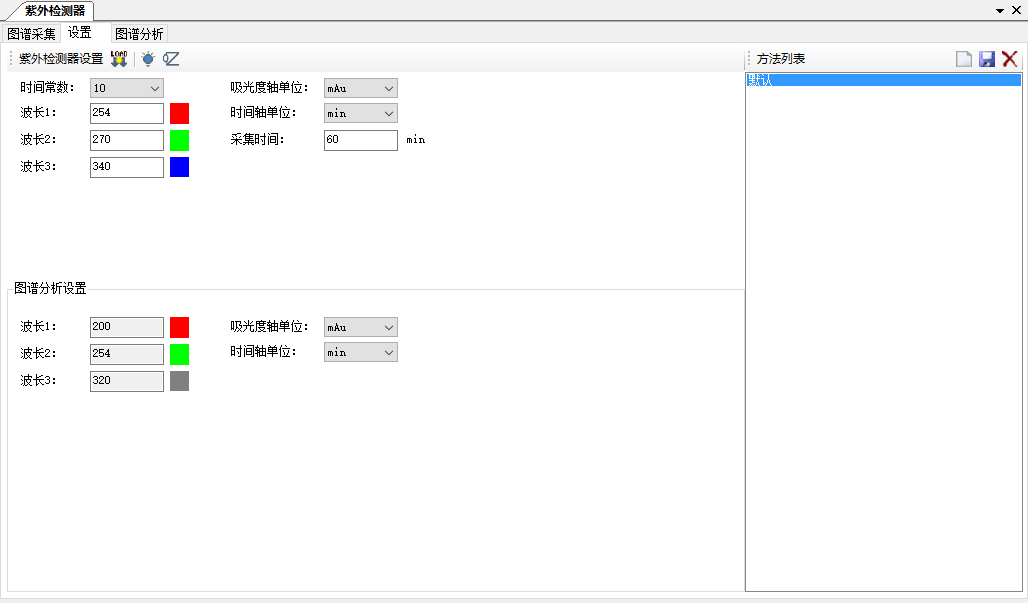 紫外检测器
图谱采集 设置 图谱分析
紫外检测器设置 LOAD
方法列表
时间常数: 10 吸光度轴单位: mAu
默认
波长1: 254 时间轴单位: min
波长2: 270 采集时间: 60 min
波长3: 340
图谱分析设置
波长1: 200 吸光度轴单位: mAu
波长2: 254 时间轴单位: min
波长3: 320